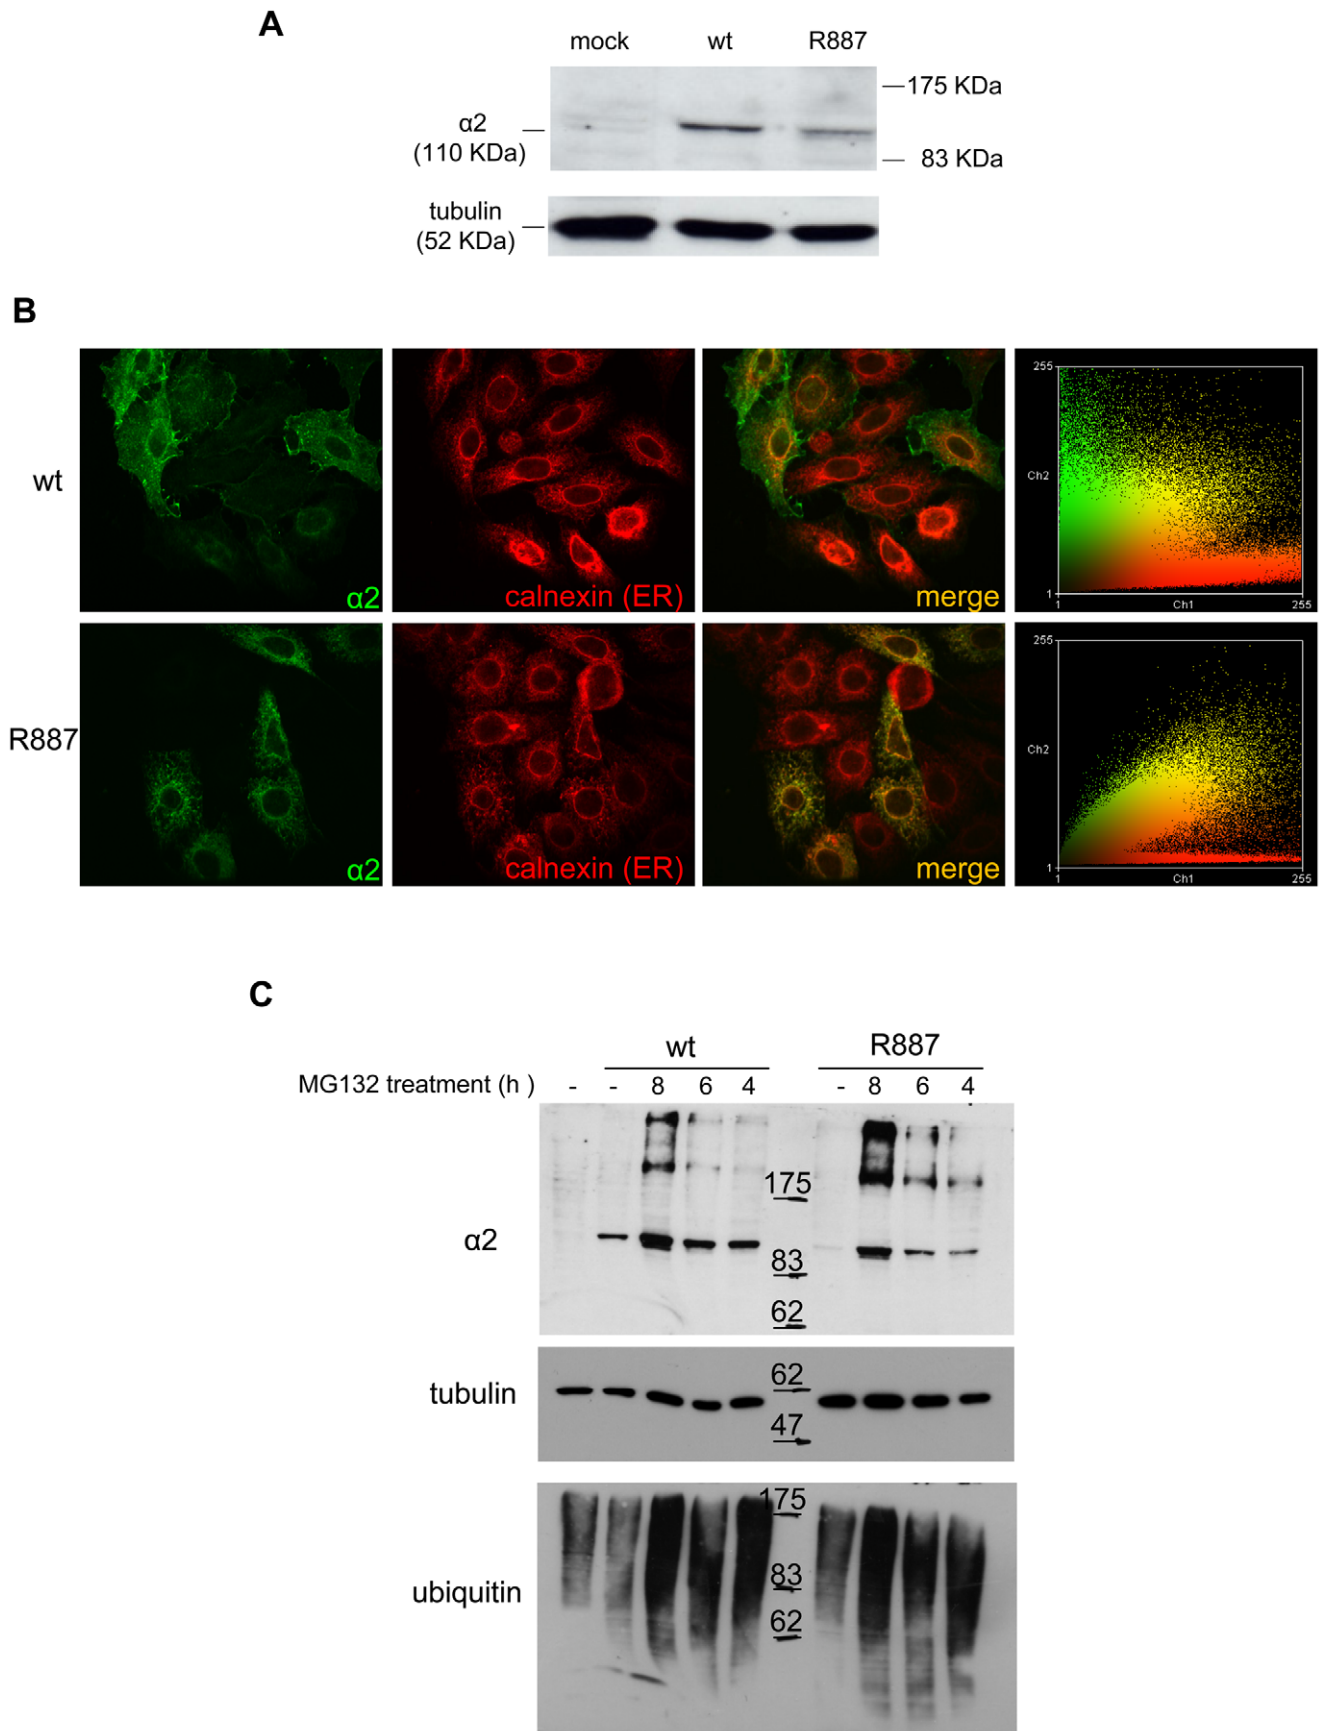 A
mock wt R887
175 KDa
α2
(110 KDa)
83 KDa
tubulin
(52 KDa)
B
wt
α2
calnexin (ER)
merge
255
Ch2
1
1
Ch1
255
R887
α2
calnexin (ER)
merge
255
Ch2
1
1
Ch1
255
C
wt R887
MG132 treatment (h ) - - 8 6 4 - 8 6 4
α2
175
83
62
tubulin
62
47
ubiquitin
175
83
62